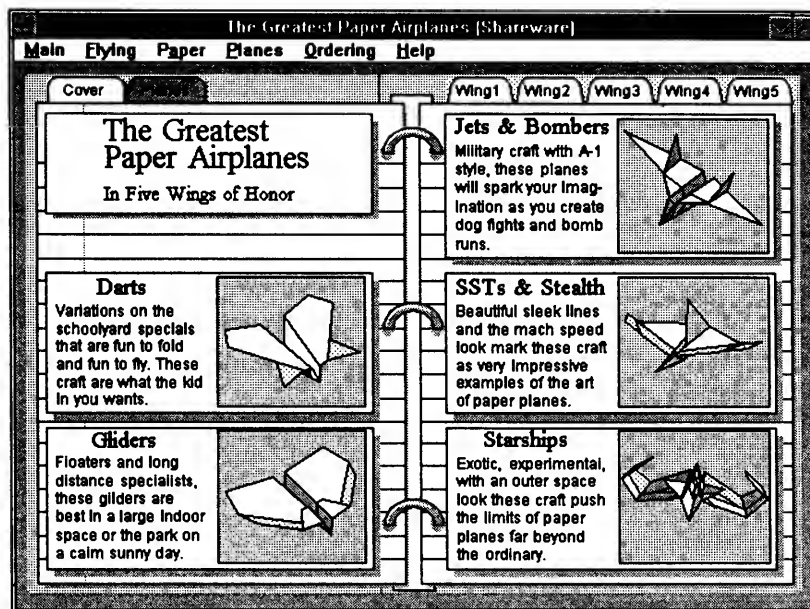 The Greatest Paper Airplanes [Shareware]
Main Flying Paper Planes Ordering Help
Cover
Wing1 Wing2 Wing3 Wing4 Wing5
The Greatest
Paper Airplanes
In Five Wings of Honor
Darts
Variations on the
schoolyard specials
that are fun to fold
and fun to fly. These
craft are what the kid
in you wants.
Gliders
Floaters and long
distance specialists,
these gliders are
best in a large indoor
space or the park on
a calm sunny day.
Jets & Bombers
Military craft with A-1
style, these planes
will spark your imag-
ination as you create
dog fights and bomb
runs.
SSTs & Stealth
Beautiful sleek lines
and the mach speed
look mark these craft
as very impressive
examples of the art
of paper planes.
Starships
Exotic, experimental,
with an outer space
look these craft push
the limits of paper
planes far beyond
the ordinary.